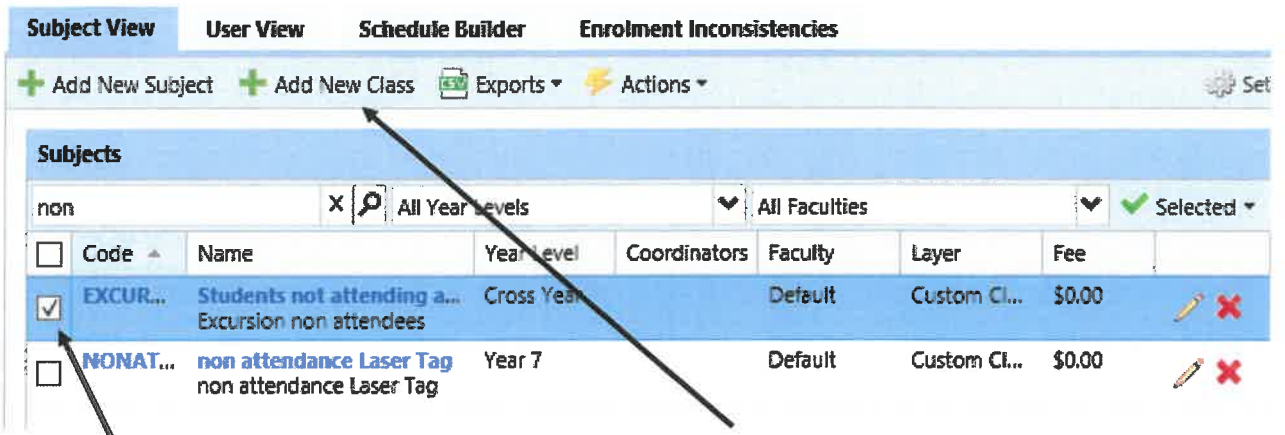 Subject View User View Schedule Builder Enrolment Inconsistencies
Add New Subject Add New Class CSV Exports Actions Set
Subjects
non x All Year Levels All Faculties Selected
Code Name Year Level Coordinators Faculty Layer Fee
EXCUR... Students not attending a... Cross Year Default Custom Cl... $0.00
Excursion non attendees
NONAT... non attendance Laser Tag Year 7 Default Custom Cl... $0.00
non attendance Laser Tag